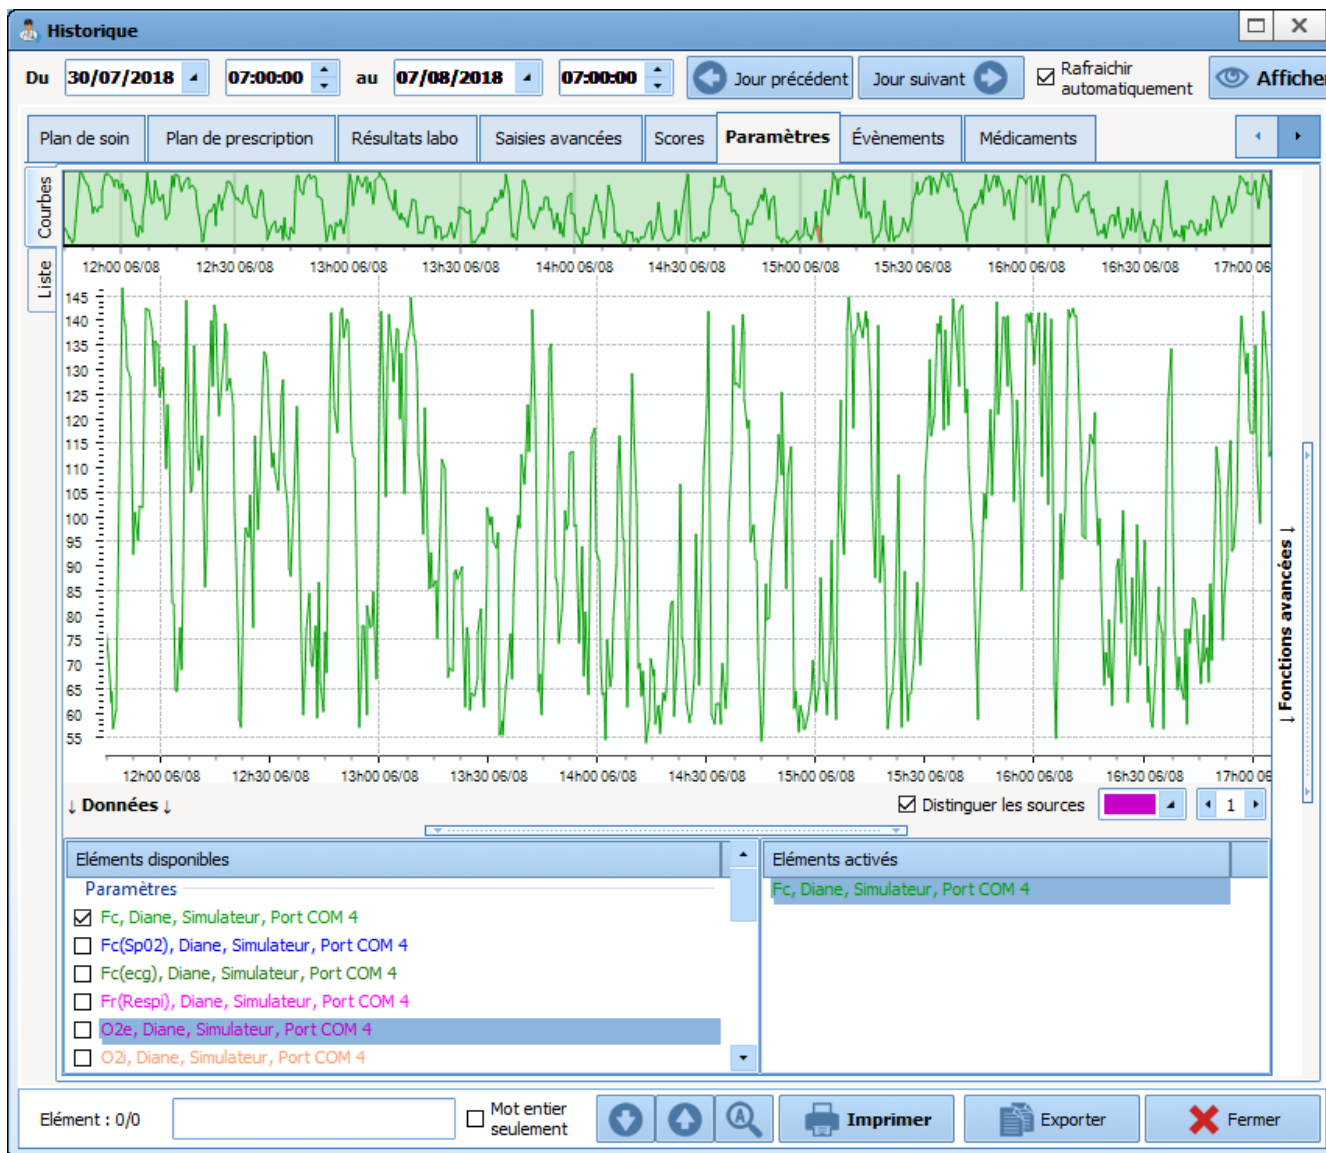 Historique
Du 30/07/2018 07:00:00 au 07/08/2018 07:00:00 Jour précédent Jour suivant Rafraichir automatiquement Afficher
Plan de soin Plan de prescription Résultats labo Saisies avancées Scores Paramètres Évènements Médicaments
Courbes
Liste
12h00 06/08 12h30 06/08 13h00 06/08 13h30 06/08 14h00 06/08 14h30 06/08 15h00 06/08 15h30 06/08 16h00 06/08 16h30 06/08 17h00 06
145
140
135
130
125
120
115
110
105
100
95
90
85
80
75
70
65
60
55
12h00 06/08 12h30 06/08 13h00 06/08 13h30 06/08 14h00 06/08 14h30 06/08 15h00 06/08 15h30 06/08 16h00 06/08 16h30 06/08 17h00 06
↓ Fonctions avancées ↓
↓ Données ↓ Distinguer les sources 1
Eléments disponibles
Paramètres
Fc, Diane, Simulateur, Port COM 4
Fc(Sp02), Diane, Simulateur, Port COM 4
Fc(ecg), Diane, Simulateur, Port COM 4
Fr(Respi), Diane, Simulateur, Port COM 4
O2e, Diane, Simulateur, Port COM 4
O2i, Diane, Simulateur, Port COM 4
Eléments activés
Fc, Diane, Simulateur, Port COM 4
Elément : 0/0 Mot entier seulement A Imprimer Exporter Fermer